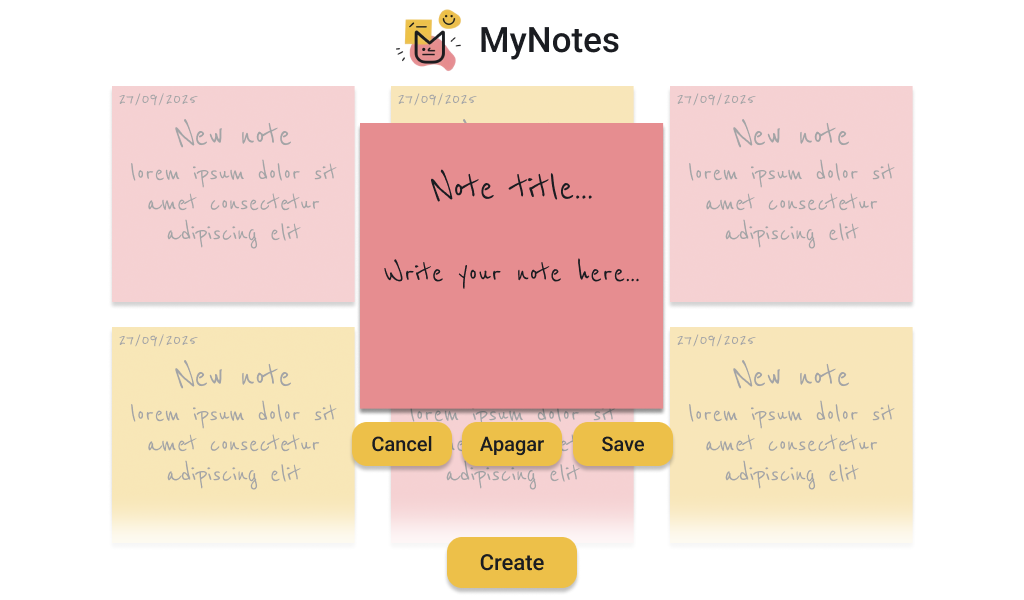 MyNotes
27/09/2025
New note
lorem ipsum dolor sit
amet consectetur
adipiscing elit
27/09/2025
27/09/2025
New note
lorem ipsum dolor sit
amet consectetur
adipiscing elit
Note title...
Write your note here...
27/09/2025
New note
lorem ipsum dolor sit
amet consectetur
adipiscing elit
lorem ipsum dolor sit
adipiscing elit
27/09/2025
New note
lorem ipsum dolor sit
amet consectetur
adipiscing elit
Cancel
Apagar
Save
Create